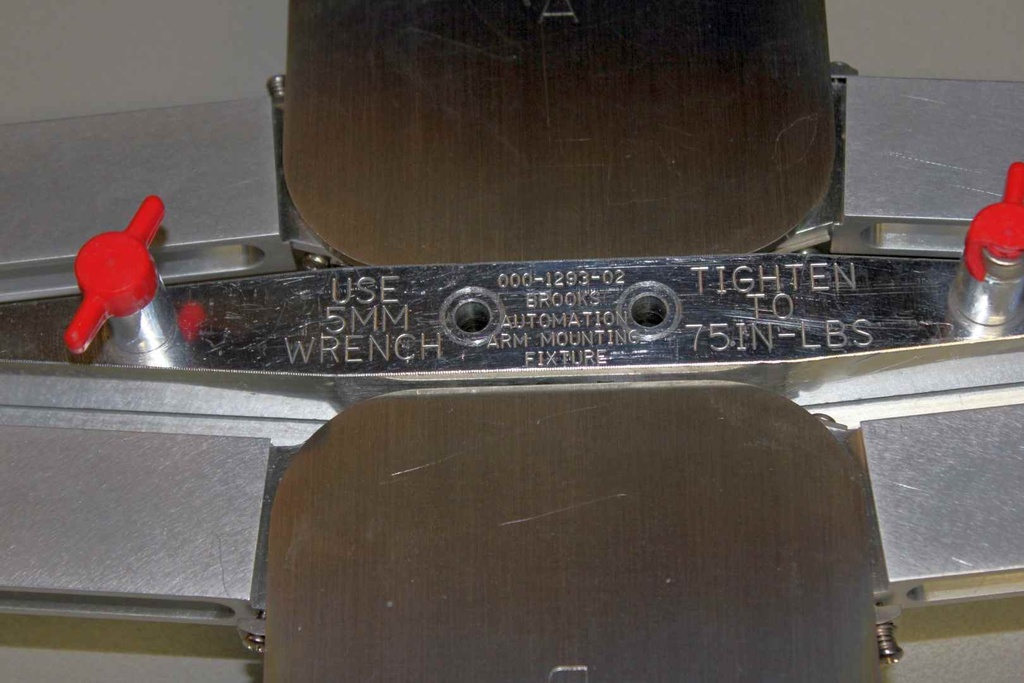 USE
5MM
WRENCH
000-1293-02
BROOKS
AUTOMATION
ARM MOUNTING
FIXTURE
TIGHTEN
TO
75IN-LBS
A